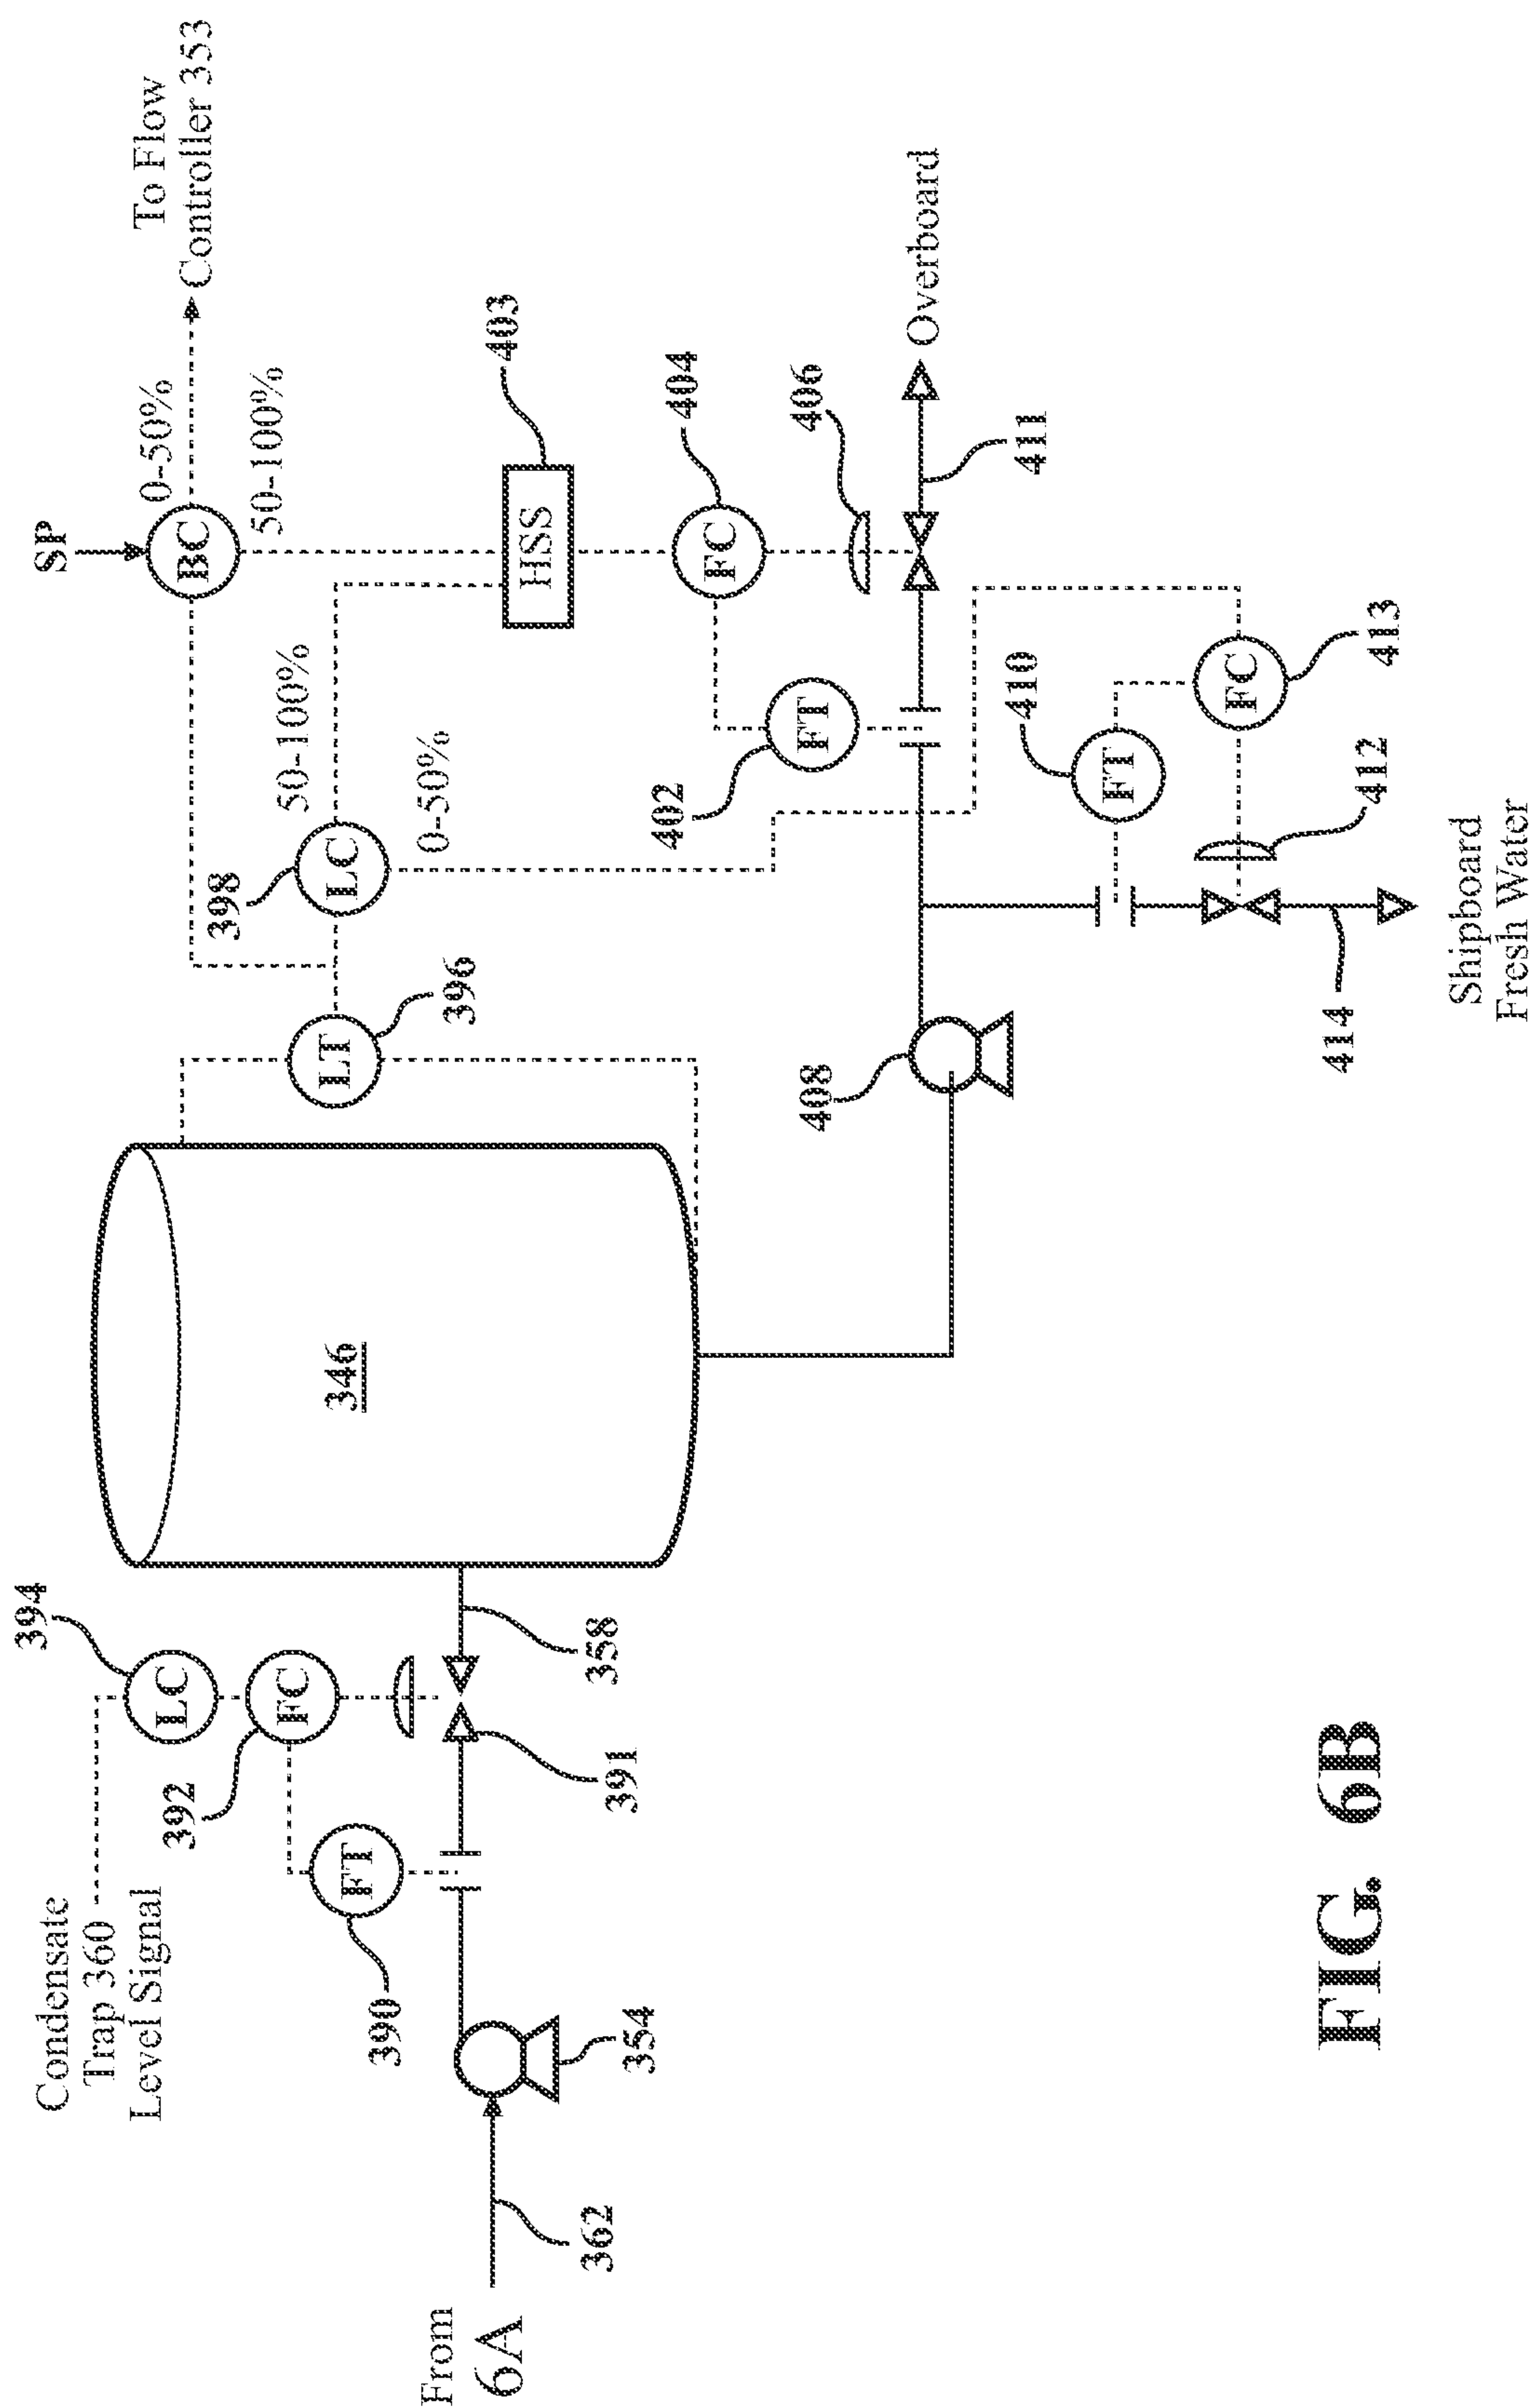 From
6A
362
354
Condensate
Trap 360
Level Signal
390
FT
392
FC
LC
394
391
358
346
LT
396
398
LC
50-100%
0-50%
SP
BC
0-50%
50-100%
To Flow
Controller 353
HSS
403
FC
404
FT
402
406
Overboard
411
408
FT
410
FC
413
412
414
Shipboard
Fresh Water
FIG. 6B